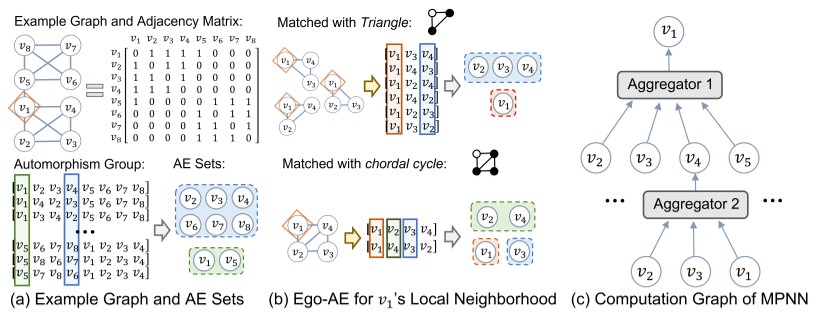 Example Graph and Adjacency Matrix:
v₈ v₇
v₅ v₆
v₁ v₄
v₂ v₃
=
v₁ v₂ v₃ v₄ v₅ v₆ v₇ v₈
v₁ 0 1 1 1 1 0 0 0
v₂ 1 0 1 1 0 0 0 0
v₃ 1 1 0 1 0 0 0 0
v₄ 1 1 1 0 0 0 0 0
v₅ 1 0 0 0 0 1 1 1
v₆ 0 0 0 0 1 0 1 1
v₇ 0 0 0 0 1 1 0 1
v₈ 0 0 0 0 1 1 1 0
Automorphism Group:
[v₁ v₂ v₃ v₄ v₅ v₆ v₇ v₈]
[v₁ v₄ v₂ v₃ v₅ v₆ v₇ v₈]
[v₁ v₃ v₄ v₂ v₅ v₆ v₇ v₈]
•••
[v₅ v₆ v₇ v₈ v₁ v₂ v₃ v₄]
[v₅ v₈ v₆ v₇ v₁ v₂ v₃ v₄]
[v₅ v₇ v₈ v₆ v₁ v₂ v₃ v₄]
AE Sets:
v₂ v₃ v₄
v₆ v₇ v₈
v₁ v₅
(a) Example Graph and AE Sets
Matched with Triangle:
v₁ v₄
v₃
v₁ v₄
v₂
v₁
v₂ v₃
[v₁ v₃ v₄]
[v₁ v₄ v₃]
[v₁ v₂ v₄]
[v₁ v₄ v₂]
[v₁ v₂ v₃]
[v₁ v₃ v₂]
v₂ v₃ v₄
v₁
Matched with chordal cycle:
v₁ v₄
v₂ v₃
[v₁ v₂ v₃ v₄]
[v₁ v₄ v₃ v₂]
v₂ v₄
v₁ v₃
(b) Ego-AE for v₁'s Local Neighborhood
v₁
Aggregator 1
v₂ v₃ v₄ v₅
••• Aggregator 2 •••
v₂ v₃ v₁
(c) Computation Graph of MPNN